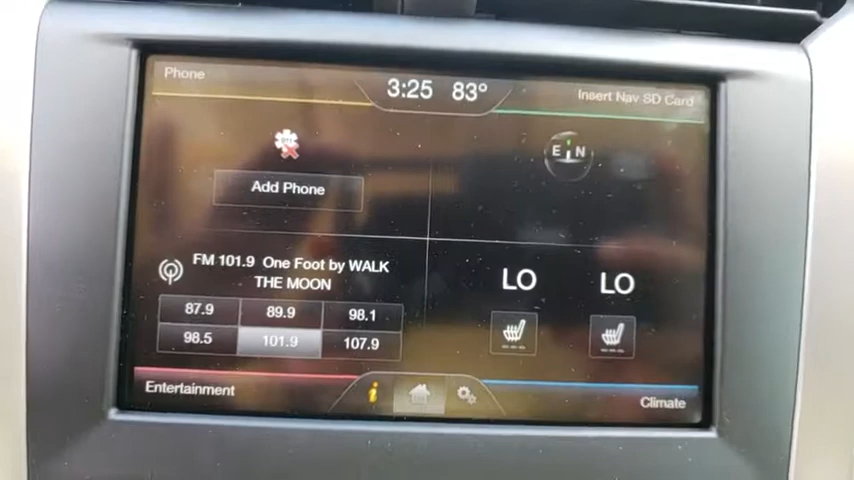 Phone
3:25 83°
Insert Nav SD Card
E N
Add Phone
FM 101.9 One Foot by WALK
THE MOON
LO LO
87.9 89.9 98.1
98.5 101.9 107.9
Entertainment
i
Climate